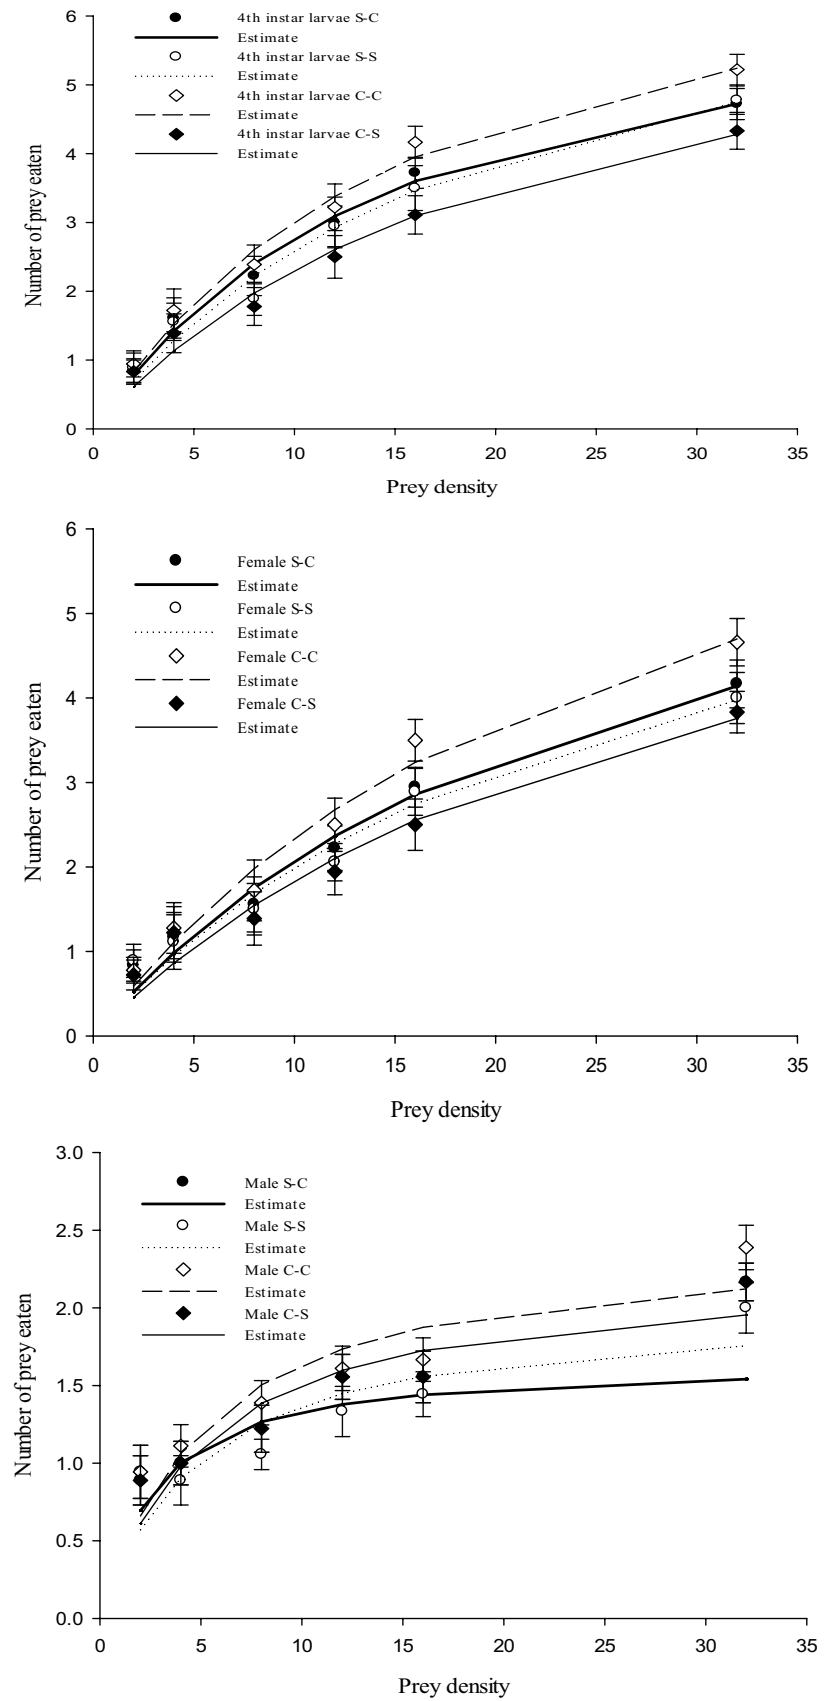 6
5
4
3
2
1
0
Number of prey eaten
4th instar larvae S-C
Estimate
4th instar larvae S-S
Estimate
4th instar larvae C-C
Estimate
4th instar larvae C-S
Estimate
0 5 10 15 20 25 30 35
Prey density
6
5
4
3
2
1
0
Number of prey eaten
Female S-C
Estimate
Female S-S
Estimate
Female C-C
Estimate
Female C-S
Estimate
0 5 10 15 20 25 30 35
Prey density
3.0
2.5
2.0
1.5
1.0
0.5
0.0
Number of prey eaten
Male S-C
Estimate
Male S-S
Estimate
Male C-C
Estimate
Male C-S
Estimate
0 5 10 15 20 25 30 35
Prey density